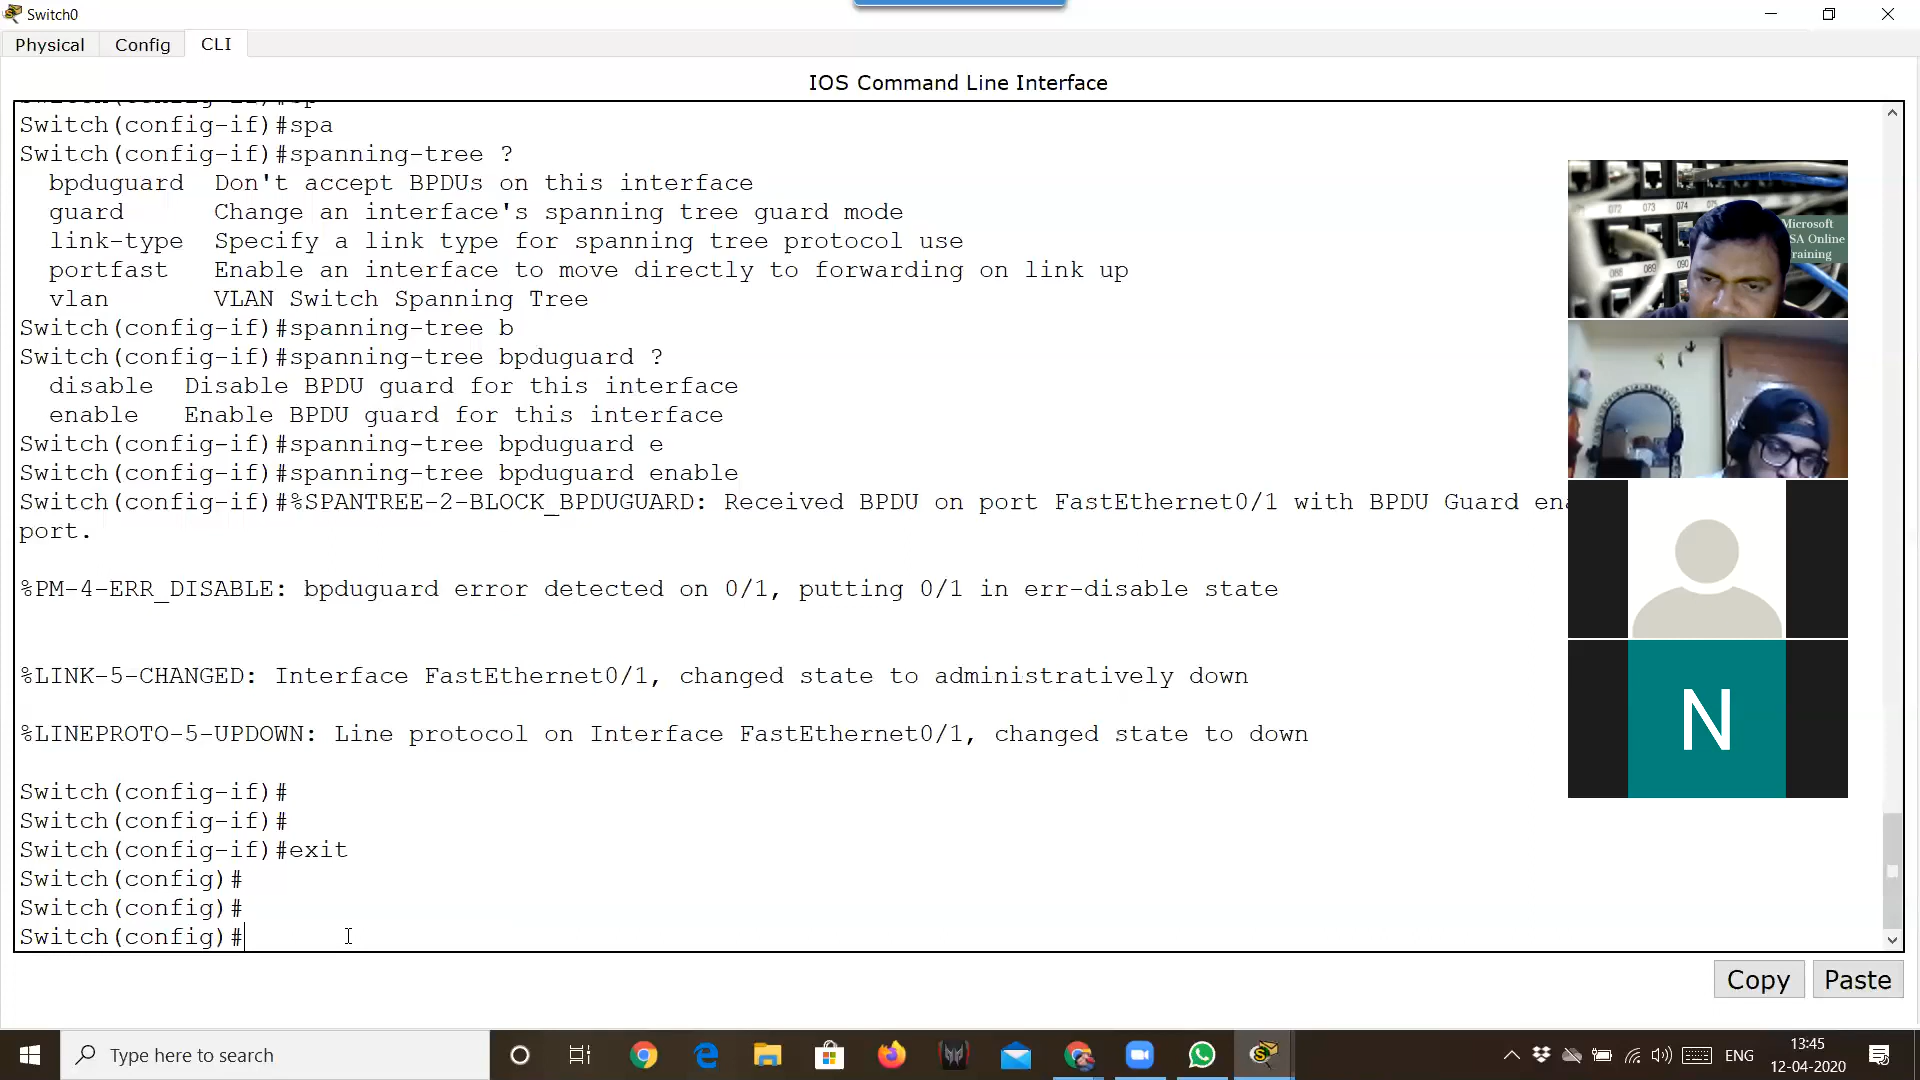 Switch0
Physical Config CLI
IOS Command Line Interface
Switch(config-if)#spa
Switch(config-if)#spanning-tree ?
bpduguard Don't accept BPDUs on this interface
guard Change an interface's spanning tree guard mode
link-type Specify a link type for spanning tree protocol use
portfast Enable an interface to move directly to forwarding on link up
vlan VLAN Switch Spanning Tree
Switch(config-if)#spanning-tree b
Switch(config-if)#spanning-tree bpduguard ?
disable Disable BPDU guard for this interface
enable Enable BPDU guard for this interface
Switch(config-if)#spanning-tree bpduguard e
Switch(config-if)#spanning-tree bpduguard enable
Switch(config-if)#%SPANTREE-2-BLOCK_BPDUGUARD: Received BPDU on port FastEthernet0/1 with BPDU Guard ena
port.
%PM-4-ERR_DISABLE: bpduguard error detected on 0/1, putting 0/1 in err-disable state
%LINK-5-CHANGED: Interface FastEthernet0/1, changed state to administratively down
%LINEPROTO-5-UPDOWN: Line protocol on Interface FastEthernet0/1, changed state to down
Switch(config-if)#
Switch(config-if)#
Switch(config-if)#exit
Switch(config)#
Switch(config)#
Switch(config)#
072 073 074
088 089 090
Microsoft
SA Online
raining
N
Copy Paste
Type here to search
ENG
13:45
12-04-2020